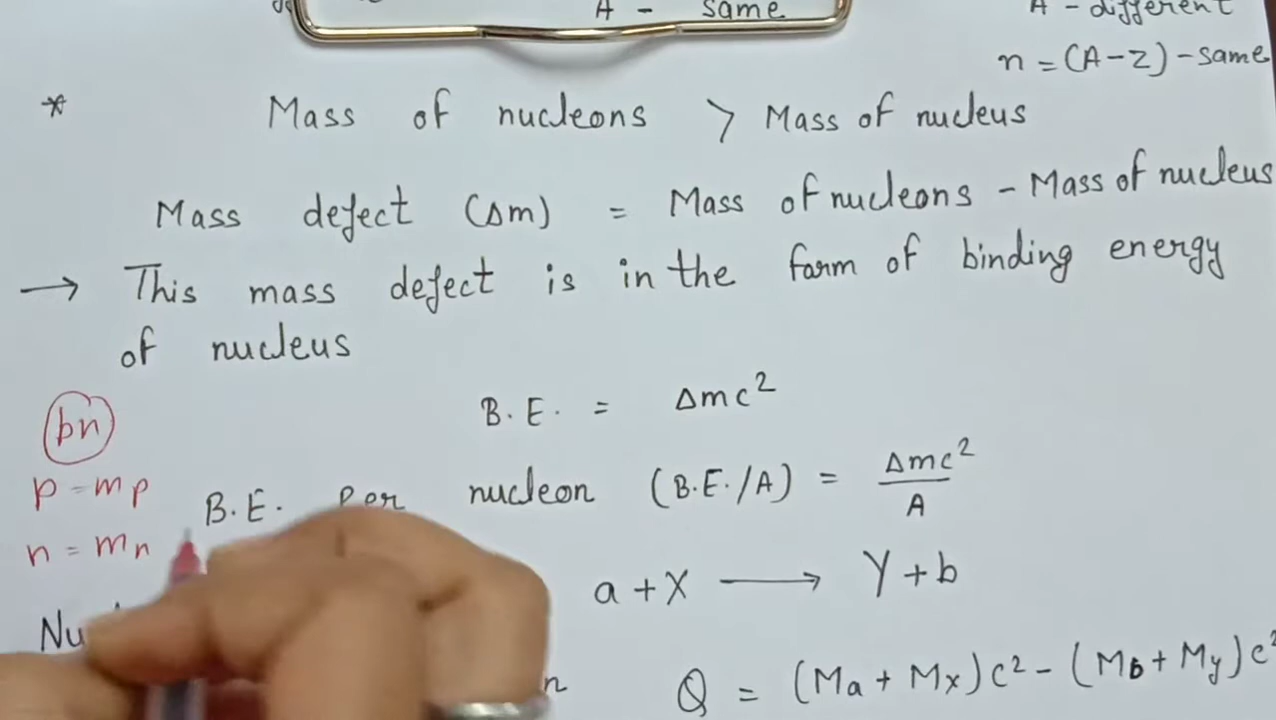 A - same
A - different
n = (A-Z) - same
* Mass of nucleons > Mass of nucleus
Mass defect (Δm) = Mass of nucleons - Mass of nucleus
→ This mass defect is in the form of binding energy
of nucleus
B.E. = Δmc²
bn
p = mp
n = mn
B.E. Per nucleon (B.E./A) = Δmc²/A
a + X → Y + b
Q = (Ma + Mx)c² - (Mb + My)c²